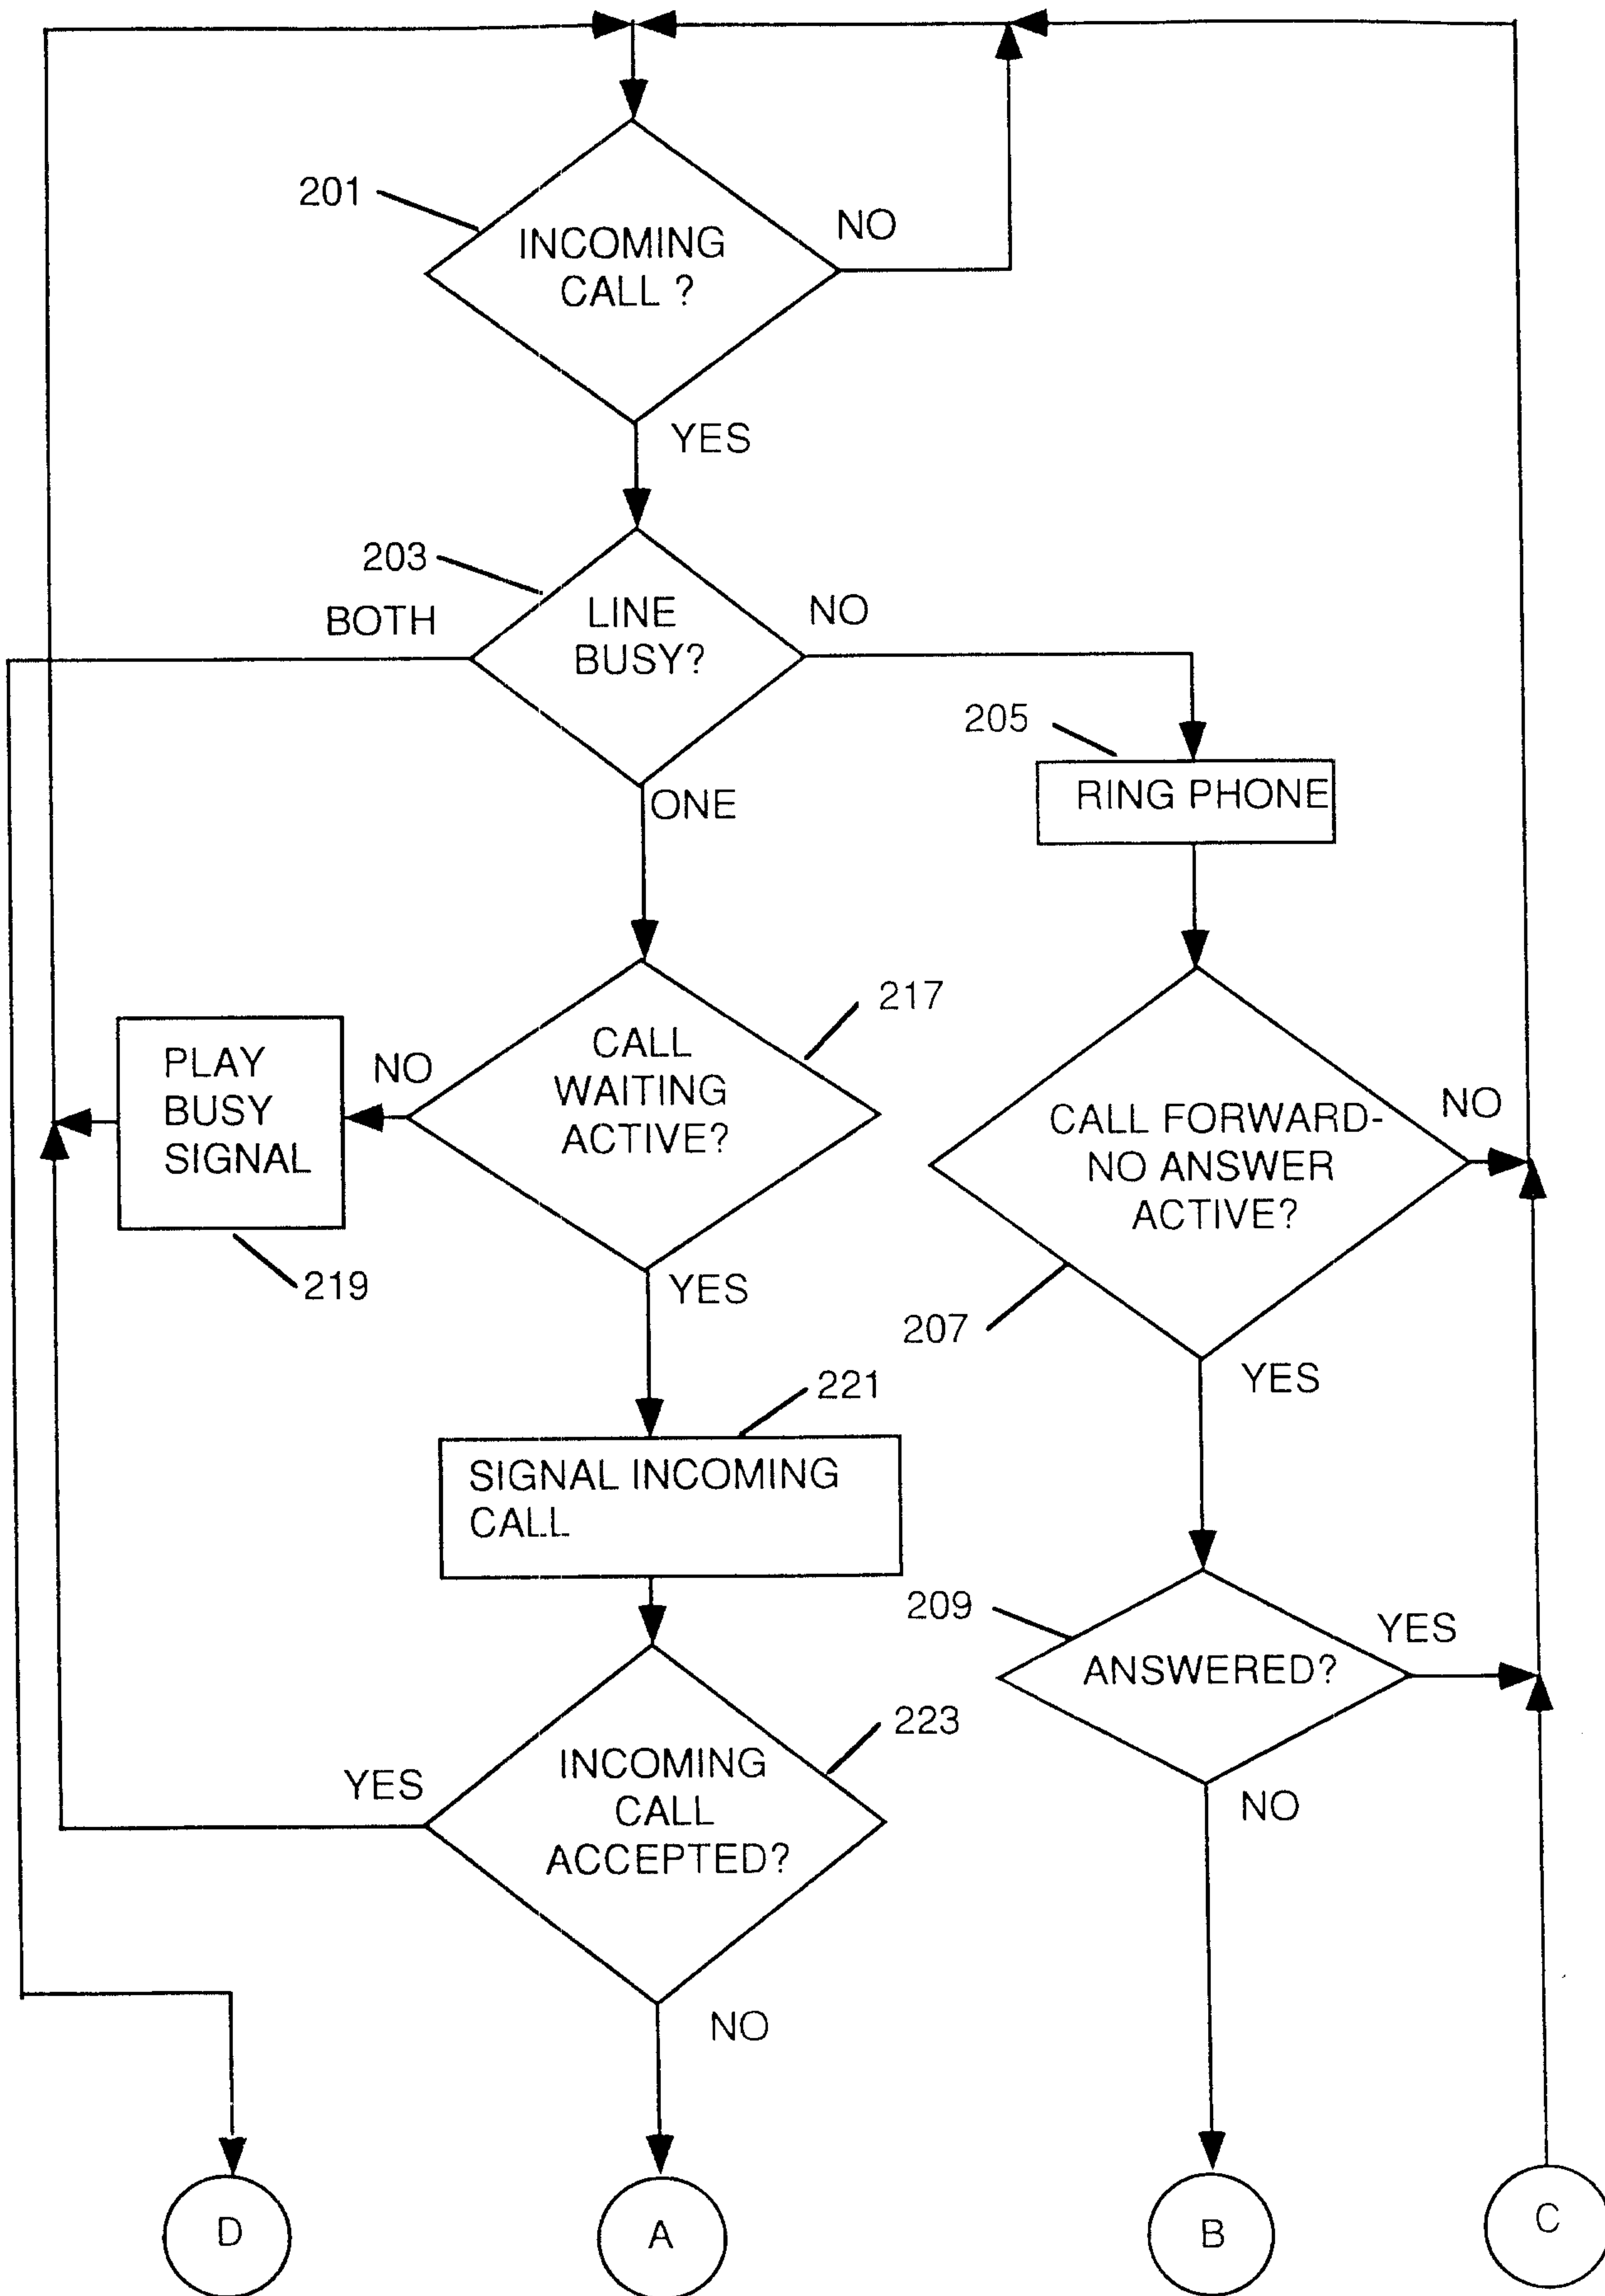 201
INCOMING
CALL ?
NO
YES
203
BOTH
LINE
BUSY?
NO
205
RING PHONE
ONE
217
CALL
WAITING
ACTIVE?
NO
PLAY
BUSY
SIGNAL
219
YES
CALL FORWARD-
NO ANSWER
ACTIVE?
NO
207
YES
221
SIGNAL INCOMING
CALL
209
ANSWERED?
YES
223
INCOMING
CALL
ACCEPTED?
YES
NO
NO
D
A
B
C